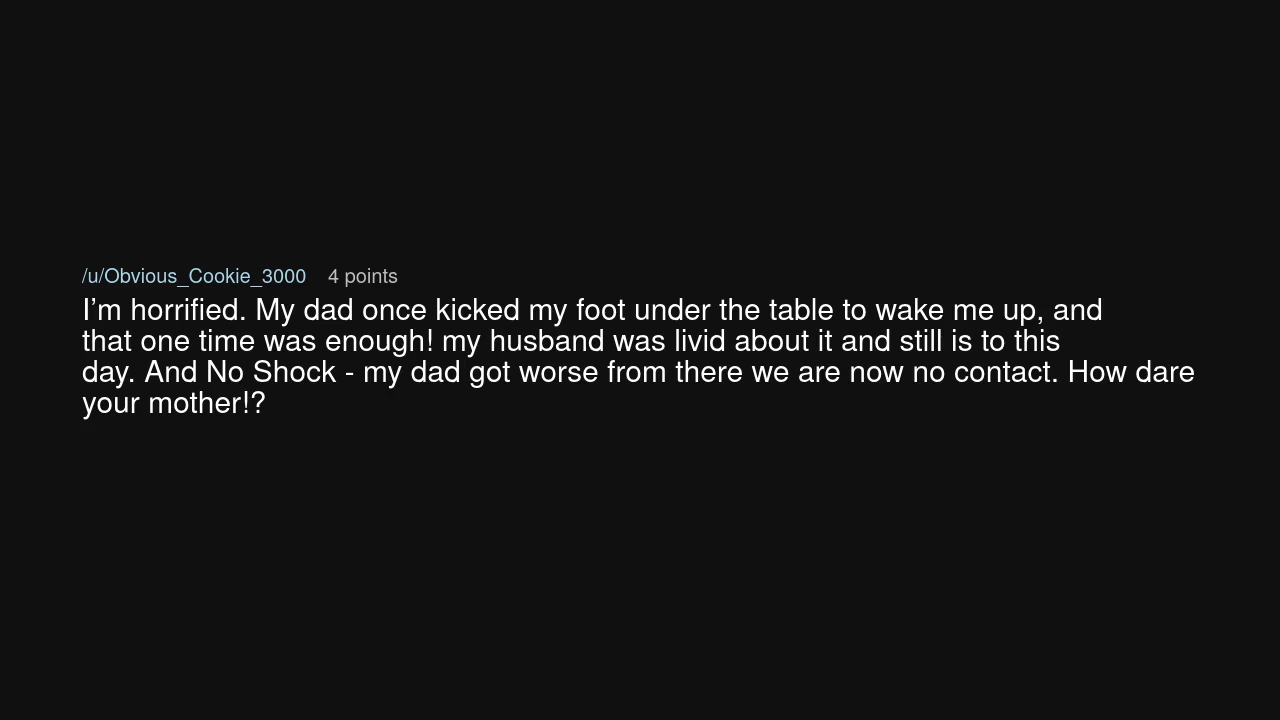 /u/Obvious_Cookie_3000 4 points
I’m horrified. My dad once kicked my foot under the table to wake me up, and
that one time was enough! my husband was livid about it and still is to this
day. And No Shock - my dad got worse from there we are now no contact. How dare
your mother!?